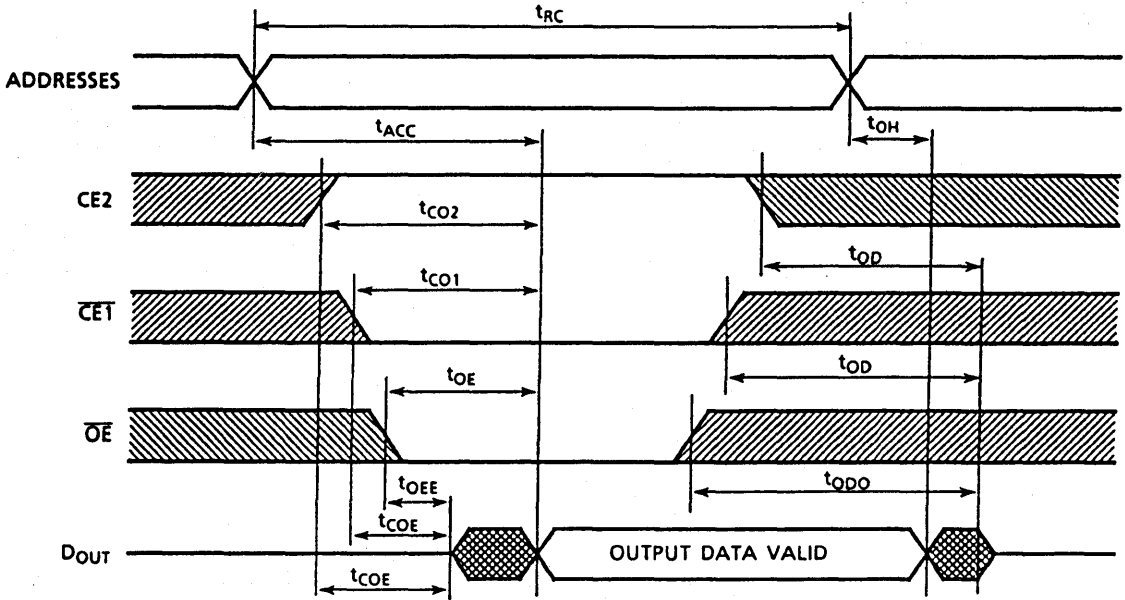 tRC
ADDRESSES
tACC
tOH
CE2
tCO2
tOD
CE1
tCO1
tOD
OE
tOE
tOEE
tODO
tCOE
DOUT
OUTPUT DATA VALID
tCOE